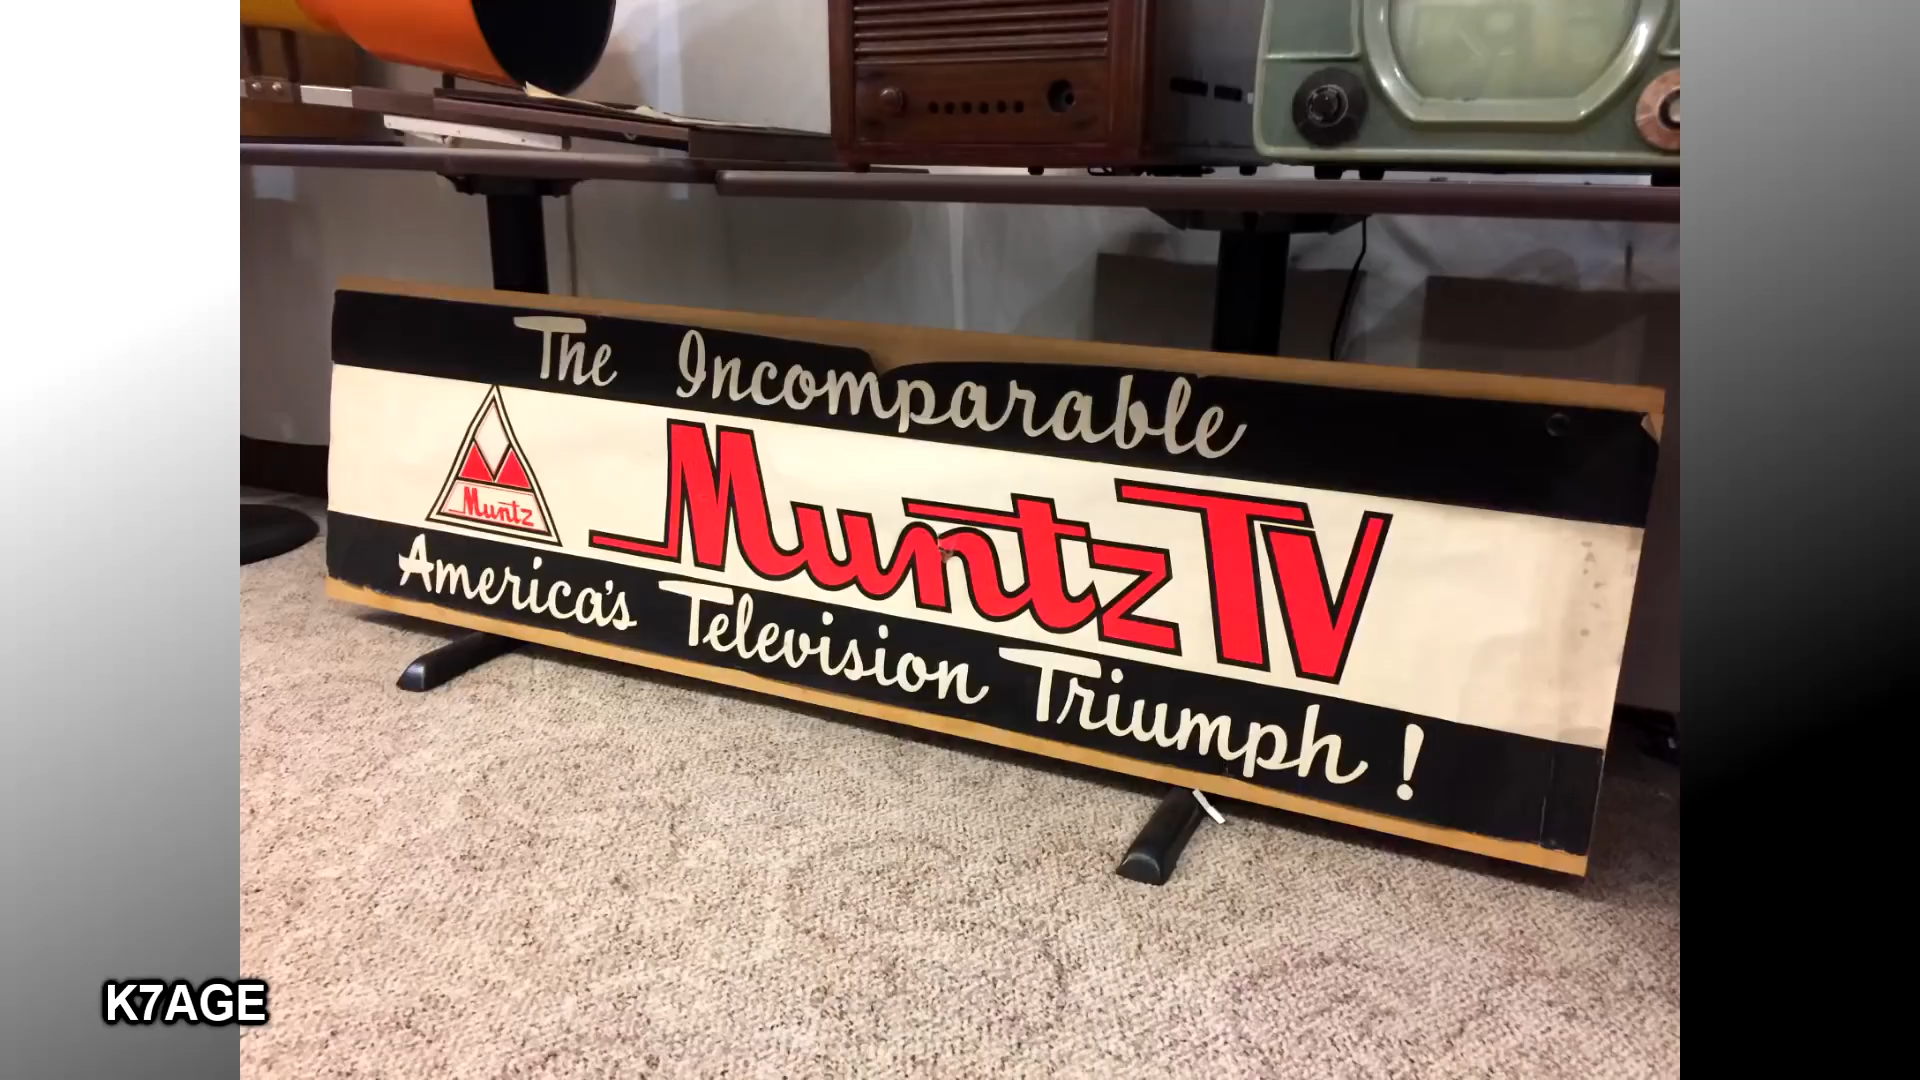 The Incomparable
Muntz
Muntz TV
America's Television Triumph!
K7AGE